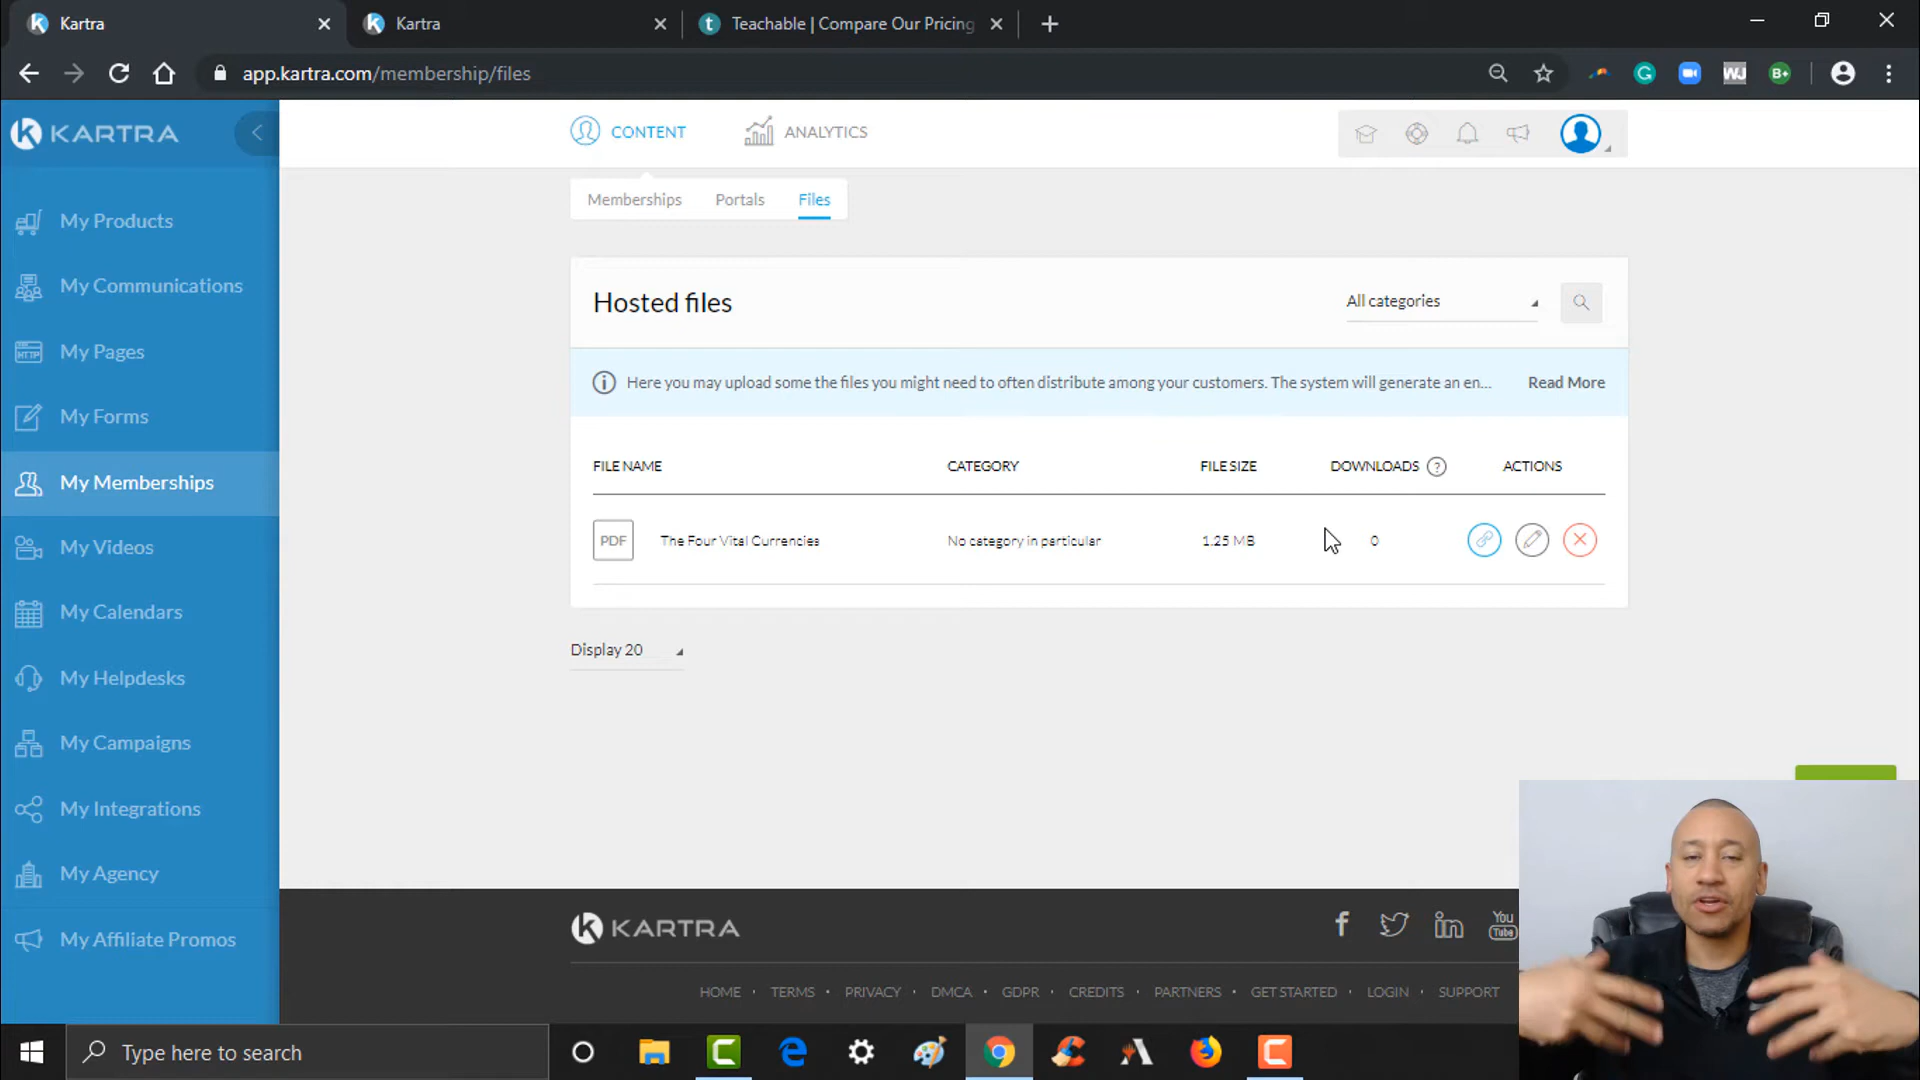 Kartra
Kartra
Teachable | Compare Our Pricing
app.kartra.com/membership/files
KARTRA
CONTENT
ANALYTICS
My Products
My Communications
My Pages
My Forms
My Memberships
My Videos
My Calendars
My Helpdesks
My Campaigns
My Integrations
My Agency
My Affiliate Promos
HTTP
Memberships Portals Files
Hosted files
All categories
Here you may upload some the files you might need to often distribute among your customers. The system will generate an en... Read More
FILE NAME CATEGORY FILE SIZE DOWNLOADS ? ACTIONS
PDF The Four Vital Currencies No category in particular 1.25 MB 0
Display 20
KARTRA
You Tube
HOME · TERMS · PRIVACY · DMCA · GDPR · CREDITS · PARTNERS · GET STARTED · LOGIN · SUPPORT
Type here to search